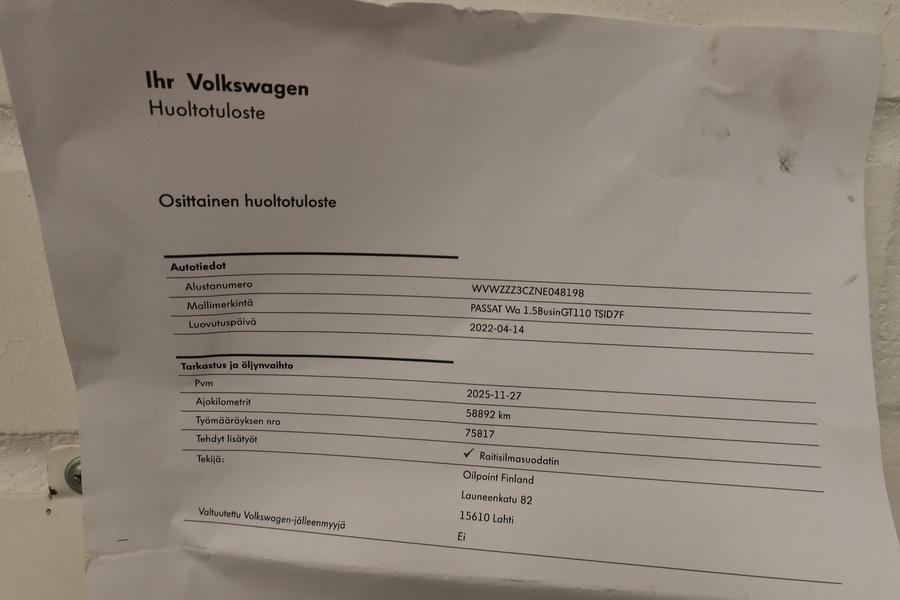 Ihr Volkswagen
Huoltotuloste
Osittainen huoltotuloste
Autotiedot
Alustanumero WVWZZZ3CZNE048198
Mallimerkintä PASSAT Wa 1.5BusinGT110 TSID7F
Luovutuspäivä 2022-04-14
Tarkastus ja öljynvaihto
Pvm 2025-11-27
Ajokilometrit 58892 km
Työmääräyksen nro 75817
Tehdyt lisätyöt ✓ Raitisilmasuodatin
Tekijä: Oilpoint Finland
Launeenkatu 82
15610 Lahti
Valtuutettu Volkswagen-jälleenmyyjä Ei